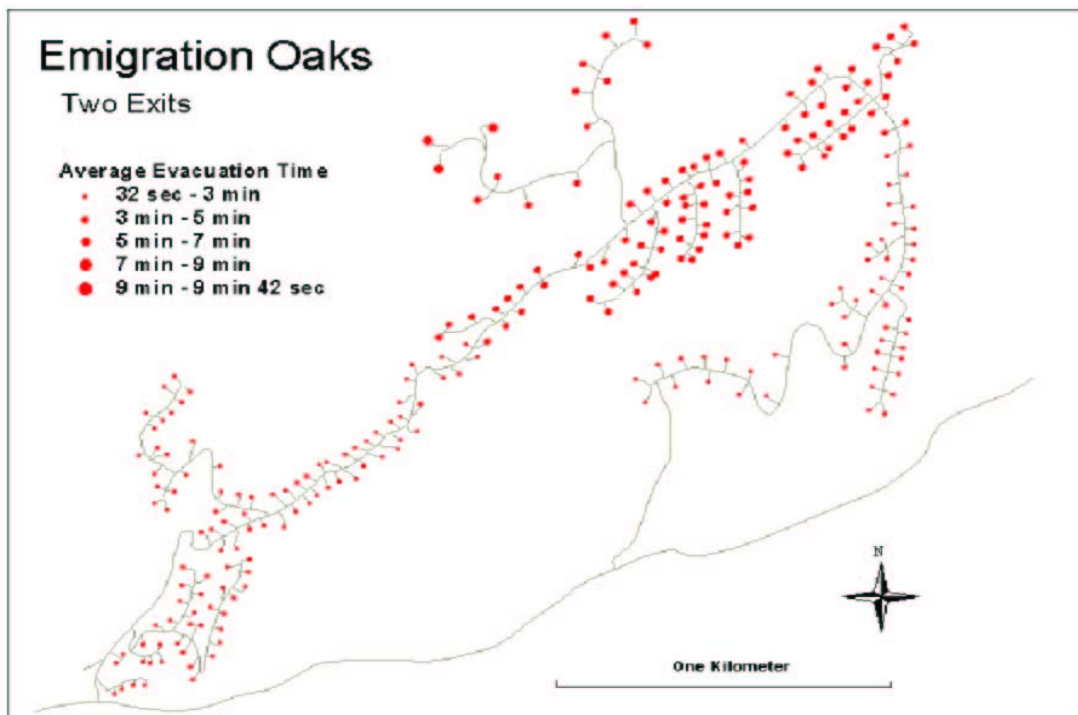 Emigration Oaks
Two Exits
Average Evacuation Time
32 sec - 3 min
3 min - 5 min
5 min - 7 min
7 min - 9 min
9 min - 9 min 42 sec
N
One Kilometer